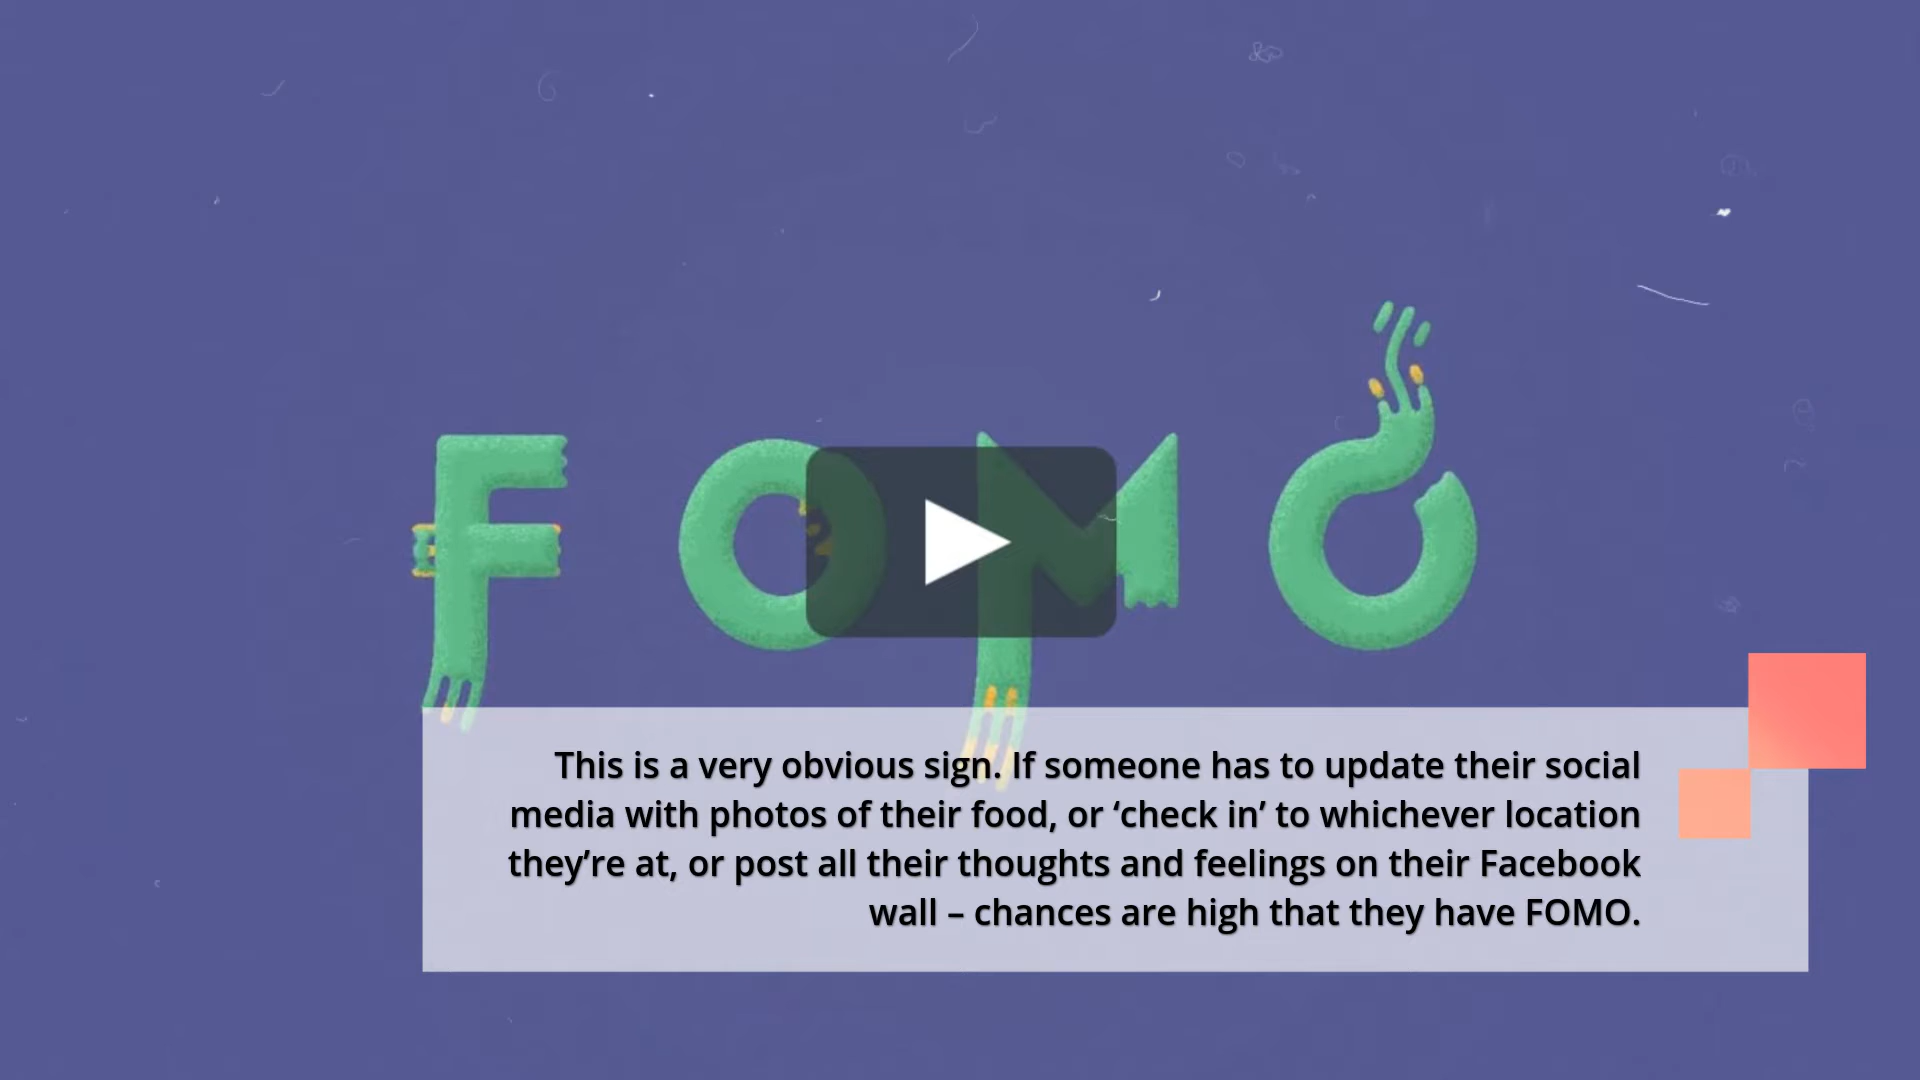 FOMO
This is a very obvious sign. If someone has to update their social
media with photos of their food, or ‘check in’ to whichever location
they’re at, or post all their thoughts and feelings on their Facebook
wall – chances are high that they have FOMO.